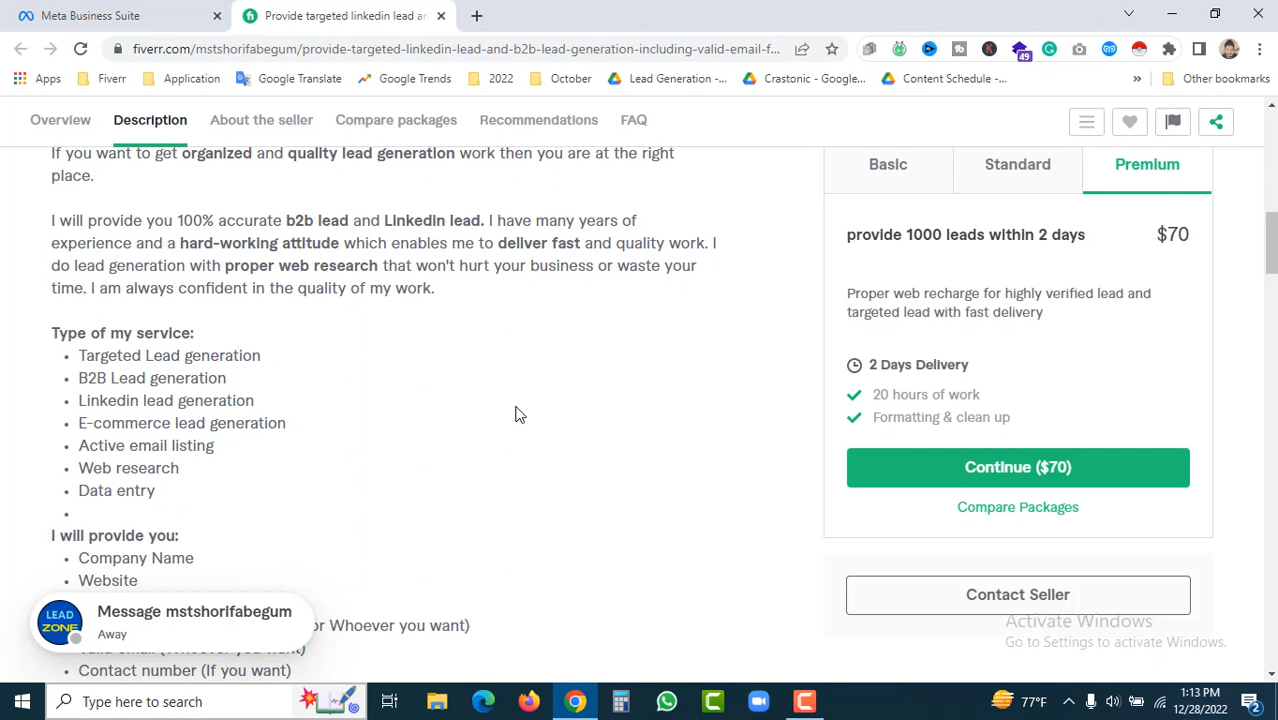 Meta Business Suite
Provide targeted linkedin lead an
fiverr.com/mstshorifabegum/provide-targeted-linkedin-lead-and-b2b-lead-generation-including-valid-email-f...
49
Apps
Fiverr
Application
Google Translate
Google Trends
2022
October
Lead Generation -...
Crastonic - Google...
Content Schedule -...
»
Other bookmarks
Overview
Description
About the seller
Compare packages
Recommendations
FAQ
If you want to get organized and quality lead generation work then you are at the right
place.
I will provide you 100% accurate b2b lead and Linkedin lead. I have many years of
experience and a hard-working attitude which enables me to deliver fast and quality work. I
do lead generation with proper web research that won't hurt your business or waste your
time. I am always confident in the quality of my work.
Type of my service:
• Targeted Lead generation
• B2B Lead generation
• Linkedin lead generation
• E-commerce lead generation
• Active email listing
• Web research
• Data entry
•
I will provide you:
• Company Name
• Website
or Whoever you want)
• Contact number (If you want)
LEAD
ZONE
Message mstshorifabegum
Away
Basic
Standard
Premium
provide 1000 leads within 2 days
$70
Proper web recharge for highly verified lead and
targeted lead with fast delivery
2 Days Delivery
20 hours of work
Formatting & clean up
Continue ($70)
Compare Packages
Contact Seller
Activate Windows
Go to Settings to activate Windows.
Type here to search
77°F
1:13 PM
12/28/2022
2